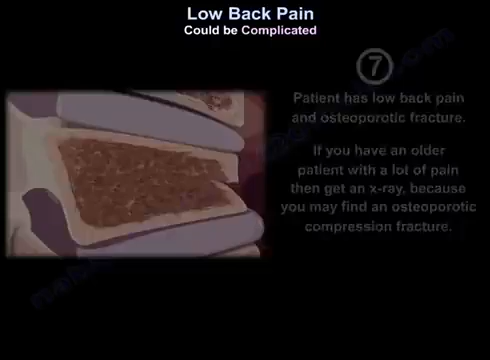 Low Back Pain
Could be Complicated
7
Patient has low back pain
and osteoporotic fracture.
If you have an older
patient with a lot of pain
then get an x-ray, because
you may find an osteoporotic
compression fracture.